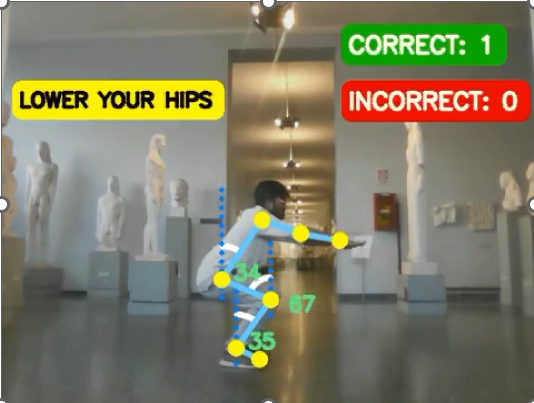 CORRECT: 1
LOWER YOUR HIPS
INCORRECT: 0
34
67
35